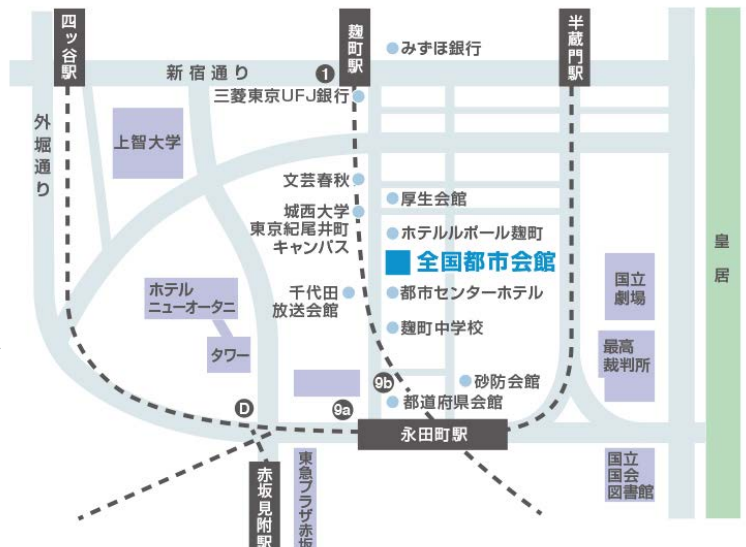 四ッ谷駅
新宿通り
1
麹町駅
みずほ銀行
半蔵門駅
三菱東京UFJ銀行
外堀通り
上智大学
文芸春秋
厚生会館
城西大学
東京紀尾井町
キャンパス
ホテルルポール麹町
全国都市会館
皇居
国立
劇場
ホテル
ニューオータニ
千代田
放送会館
都市センターホテル
麹町中学校
タワー
最高
裁判所
9b
砂防会館
D
9a
都道府県会館
永田町駅
赤坂見附駅
東急プラザ赤坂
国立
国会
図書館